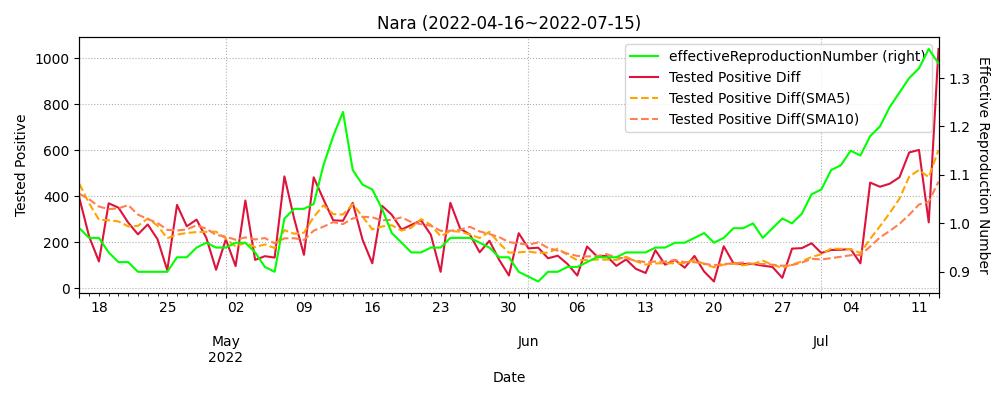 Nara (2022-04-16~2022-07-15)
effectiveReproductionNumber (right)
Tested Positive Diff
Tested Positive Diff(SMA5)
Tested Positive Diff(SMA10)
Tested Positive
1000
800
600
400
200
0
Effective Reproduction Number
1.3
1.2
1.1
1.0
0.9
18 25 02 09 16 23 30 06 13 20 27 04 11
May Jun Jul
2022
Date